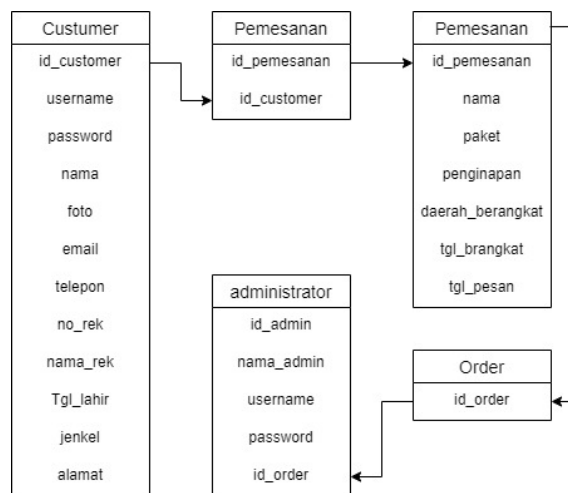 Custumer
id_customer
username
password
nama
foto
email
telepon
no_rek
nama_rek
Tgl_lahir
jenkel
alamat
Pemesanan
id_pemesanan
id_customer
Pemesanan
id_pemesanan
nama
paket
penginapan
daerah_berangkat
tgl_brangkat
tgl_pesan
administrator
id_admin
nama_admin
username
password
id_order
Order
id_order